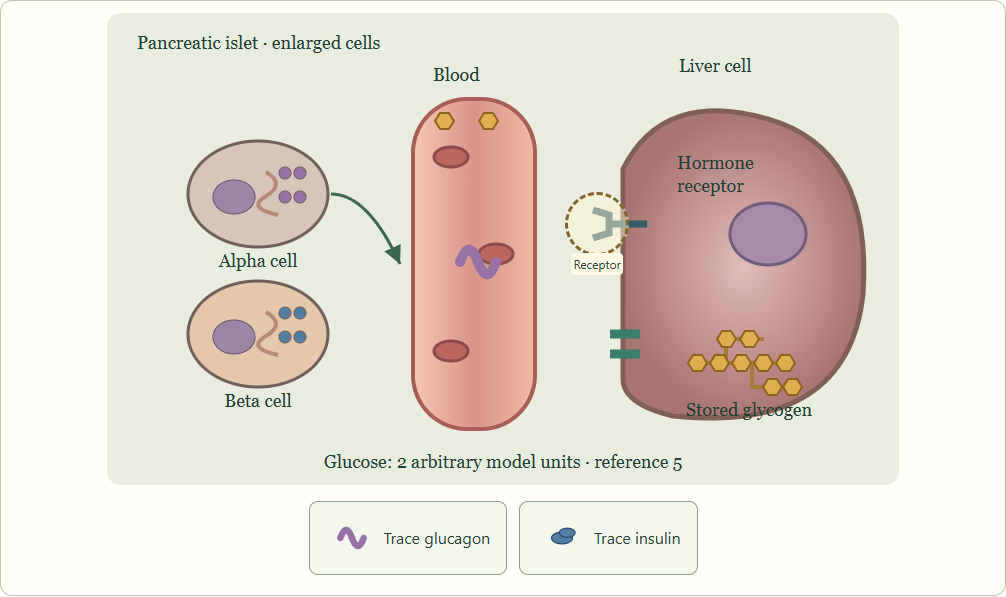 Pancreatic islet · enlarged cells
Blood
Liver cell
Hormone
receptor
Alpha cell
Receptor
Beta cell
Stored glycogen
Glucose: 2 arbitrary model units · reference 5
Trace glucagon
Trace insulin